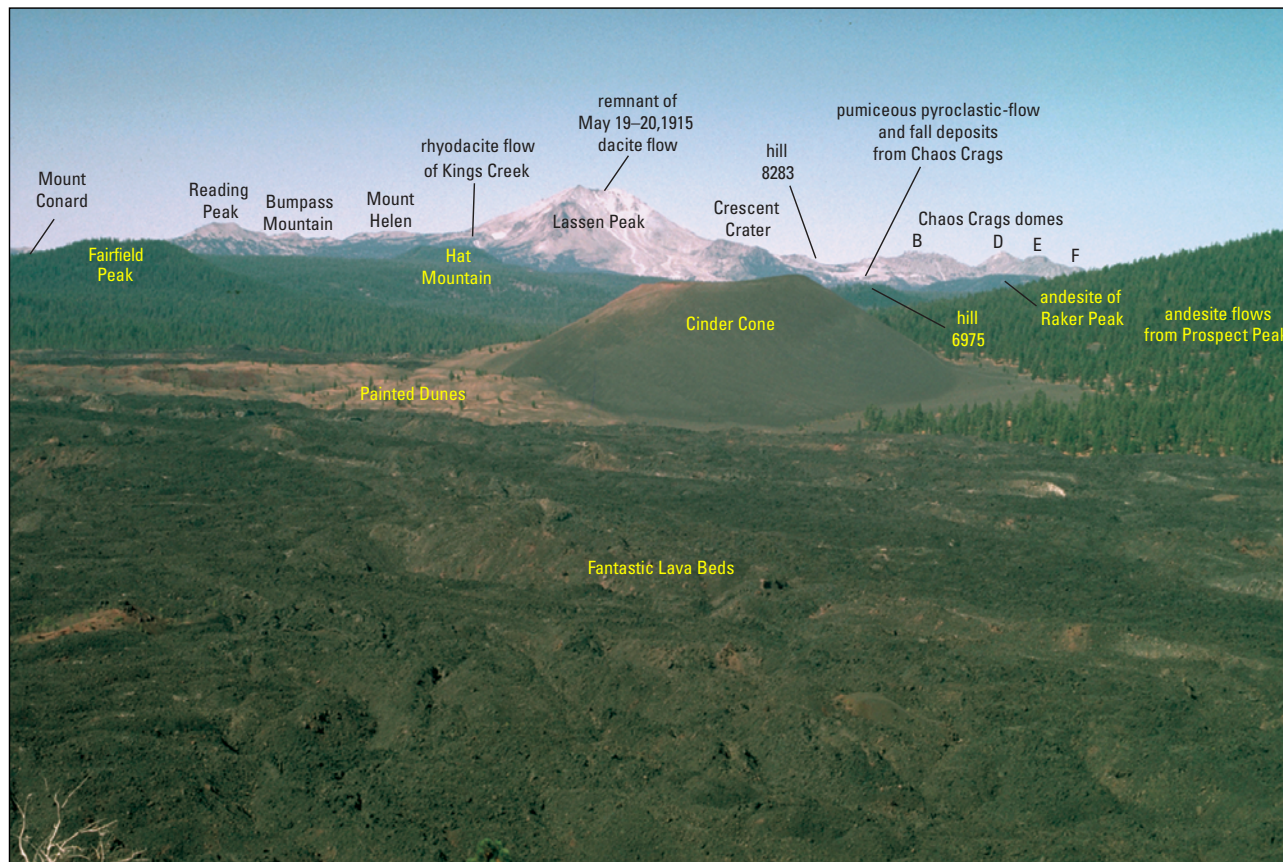 remnant of
May 19–20,1915
dacite flow
pumiceous pyroclastic-flow
and fall deposits
from Chaos Crags
rhyodacite flow
of Kings Creek
hill
8283
Mount
Conard
Reading
Peak
Bumpass
Mountain
Mount
Helen
Lassen Peak
Crescent
Crater
Chaos Crags domes
B
D
E
F
Fairfield
Peak
Hat
Mountain
Cinder Cone
hill
6975
andesite of
Raker Peak
andesite flows
from Prospect Peak
Painted Dunes
Fantastic Lava Beds